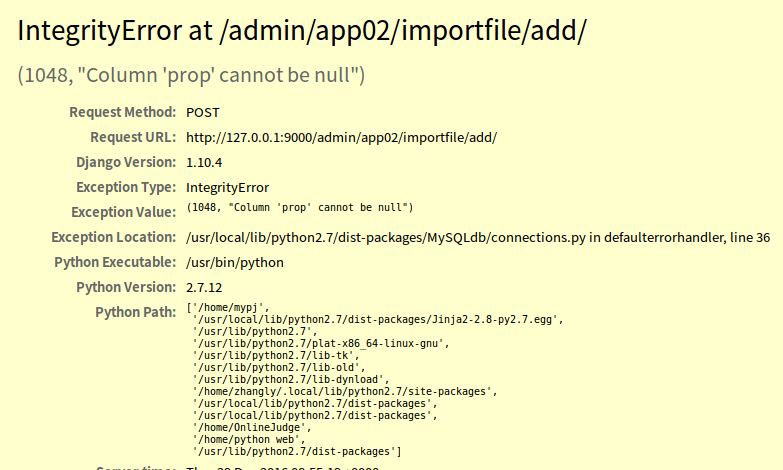 IntegrityError at /admin/app02/importfile/add/
(1048, "Column 'prop' cannot be null")
Request Method: POST
Request URL: http://127.0.0.1:9000/admin/app02/importfile/add/
Django Version: 1.10.4
Exception Type: IntegrityError
Exception Value: (1048, "Column 'prop' cannot be null")
Exception Location: /usr/local/lib/python2.7/dist-packages/MySQLdb/connections.py in defaulterrorhandler, line 36
Python Executable: /usr/bin/python
Python Version: 2.7.12
Python Path: ['/home/mypj',
'/usr/local/lib/python2.7/dist-packages/Jinja2-2.8-py2.7.egg',
'/usr/lib/python2.7',
'/usr/lib/python2.7/plat-x86_64-linux-gnu',
'/usr/lib/python2.7/lib-tk',
'/usr/lib/python2.7/lib-old',
'/usr/lib/python2.7/lib-dynload',
'/home/zhangly/.local/lib/python2.7/site-packages',
'/usr/local/lib/python2.7/dist-packages',
'/usr/local/lib/python2.7/dist-packages',
'/home/OnlineJudge',
'/home/python web',
'/usr/lib/python2.7/dist-packages']